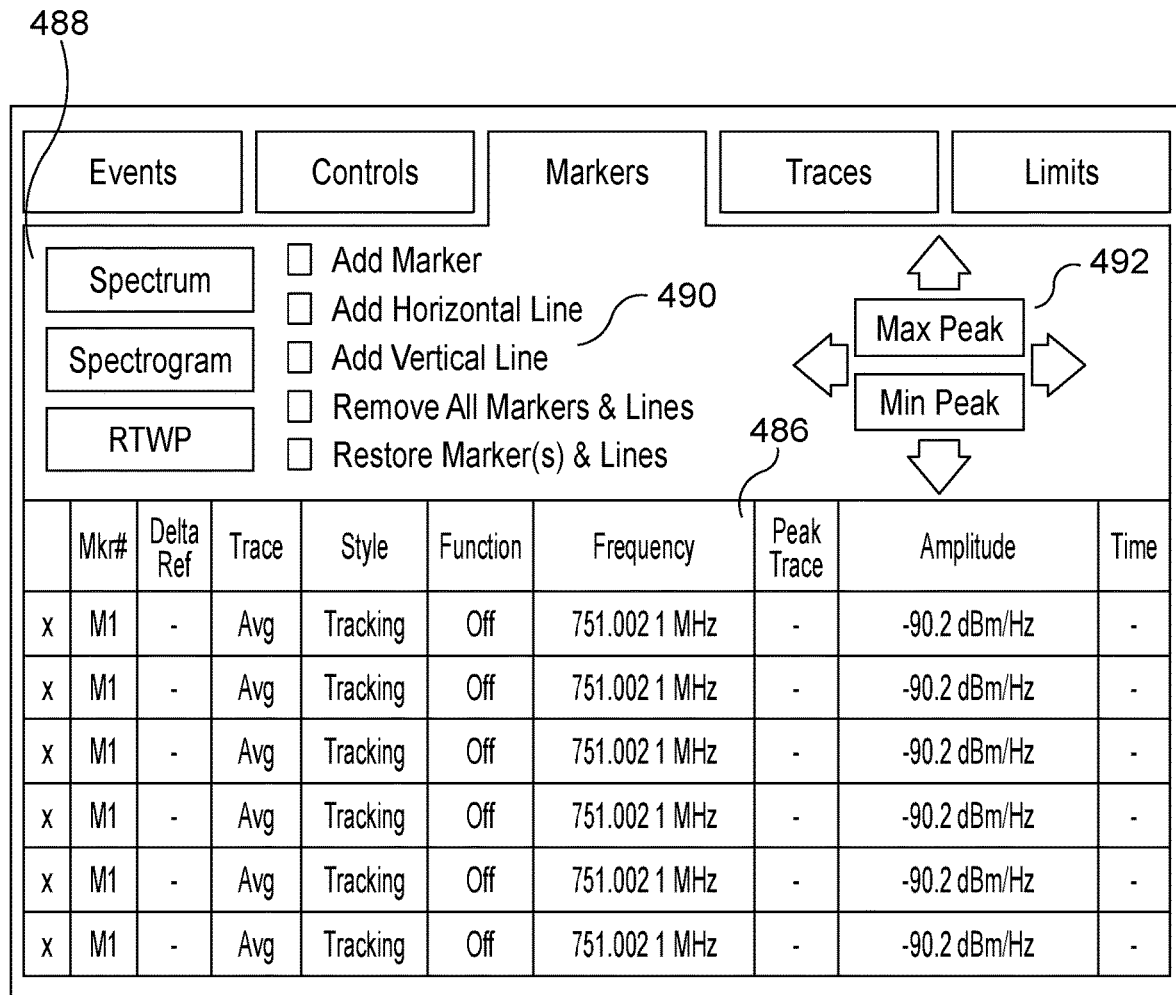 488
Events Controls Markers Traces Limits
Spectrum
Spectrogram
RTWP
Add Marker
Add Horizontal Line
Add Vertical Line
Remove All Markers & Lines
Restore Marker(s) & Lines
490
492
Max Peak
Min Peak
486
Mkr# Delta Ref Trace Style Function Frequency Peak Trace Amplitude Time
x M1 - Avg Tracking Off 751.002 1 MHz - -90.2 dBm/Hz -
x M1 - Avg Tracking Off 751.002 1 MHz - -90.2 dBm/Hz -
x M1 - Avg Tracking Off 751.002 1 MHz - -90.2 dBm/Hz -
x M1 - Avg Tracking Off 751.002 1 MHz - -90.2 dBm/Hz -
x M1 - Avg Tracking Off 751.002 1 MHz - -90.2 dBm/Hz -
x M1 - Avg Tracking Off 751.002 1 MHz - -90.2 dBm/Hz -